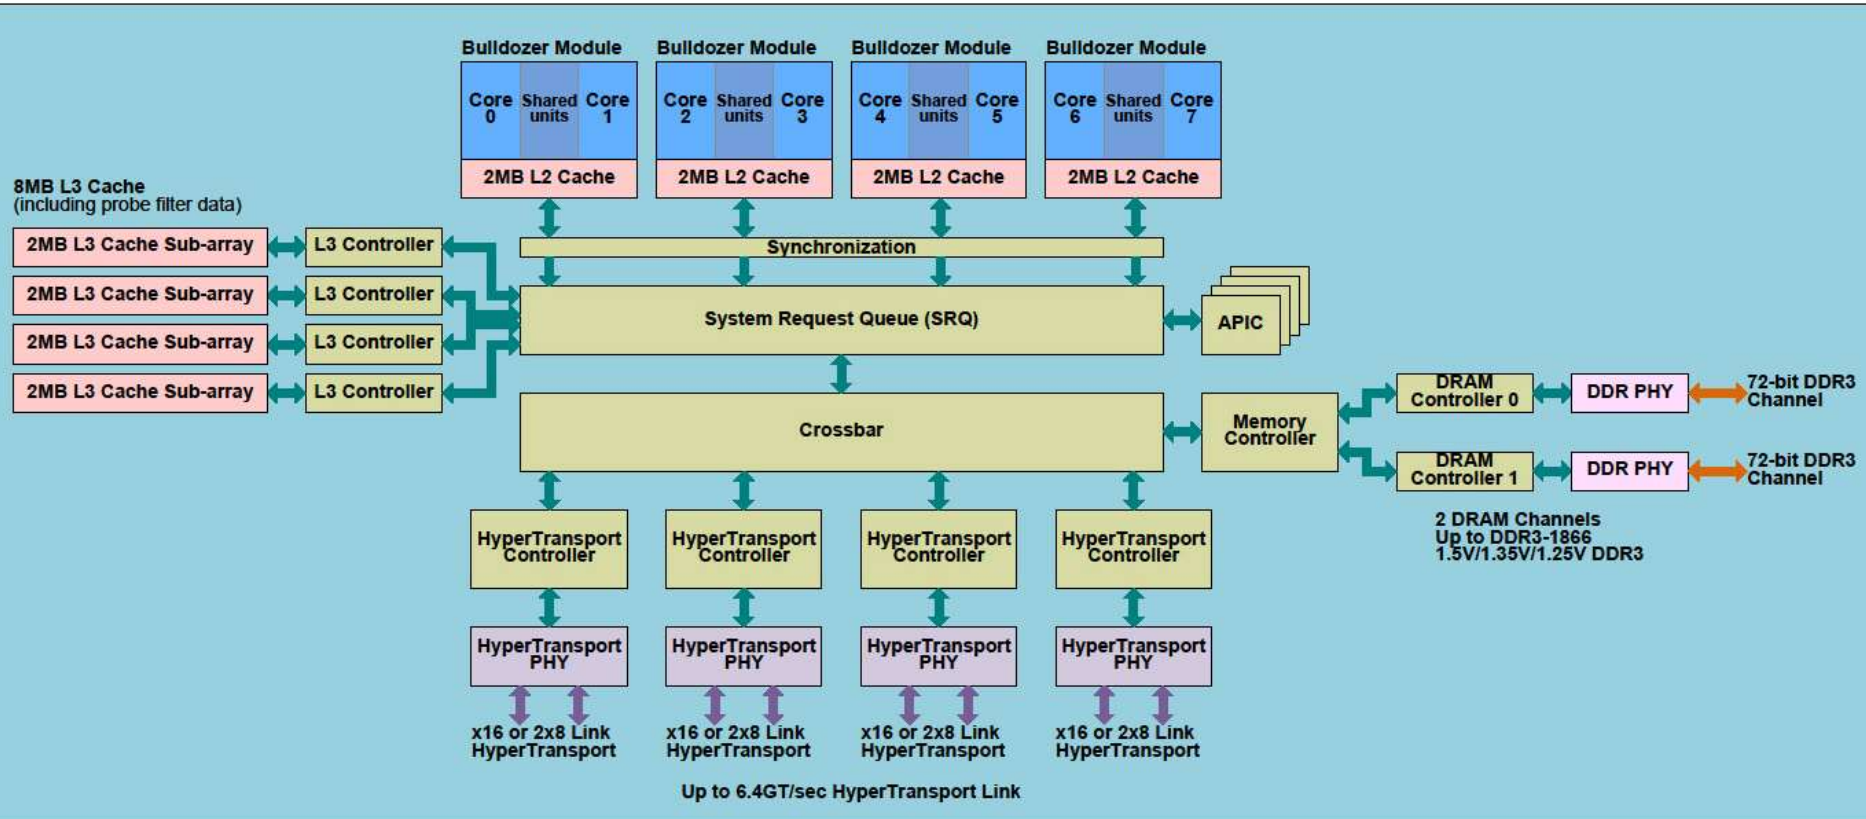 Bulldozer Module
Bulldozer Module
Bulldozer Module
Bulldozer Module
Core
0
Shared
units
Core
1
Core
2
Shared
units
Core
3
Core
4
Shared
units
Core
5
Core
6
Shared
units
Core
7
2MB L2 Cache
2MB L2 Cache
2MB L2 Cache
2MB L2 Cache
8MB L3 Cache
(including probe filter data)
2MB L3 Cache Sub-array
L3 Controller
2MB L3 Cache Sub-array
L3 Controller
2MB L3 Cache Sub-array
L3 Controller
2MB L3 Cache Sub-array
L3 Controller
Synchronization
System Request Queue (SRQ)
APIC
Crossbar
Memory
Controller
DRAM
Controller 0
DDR PHY
72-bit DDR3
Channel
DRAM
Controller 1
DDR PHY
72-bit DDR3
Channel
2 DRAM Channels
Up to DDR3-1866
1.5V/1.35V/1.25V DDR3
HyperTransport
Controller
HyperTransport
Controller
HyperTransport
Controller
HyperTransport
Controller
HyperTransport
PHY
HyperTransport
PHY
HyperTransport
PHY
HyperTransport
PHY
x16 or 2x8 Link
HyperTransport
x16 or 2x8 Link
HyperTransport
x16 or 2x8 Link
HyperTransport
x16 or 2x8 Link
HyperTransport
Up to 6.4GT/sec HyperTransport Link